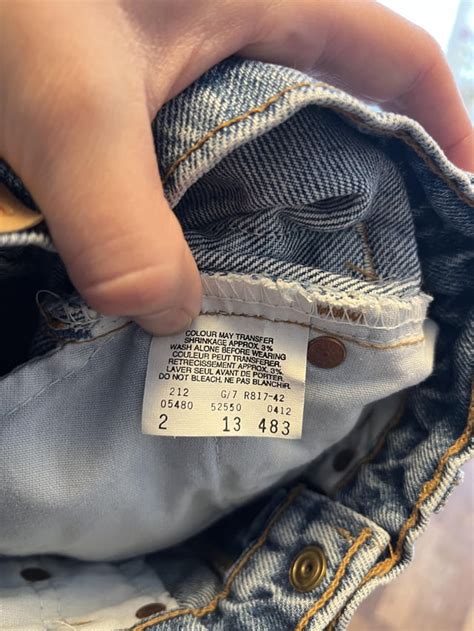 COLOUR MAY TRANSFER
SHRINKAGE APPROX. 3%
WASH ALONE BEFORE WEARING
COULEUR PEUT TRANSFERER
RETRECISSEMENT APPROX. 3%
LAVER SEUL AVANT DE PORTER.
DO NOT BLEACH. NE PAS BLANCHIR.
212 G/7 R817-42
05480 52550 0412
2 13 483